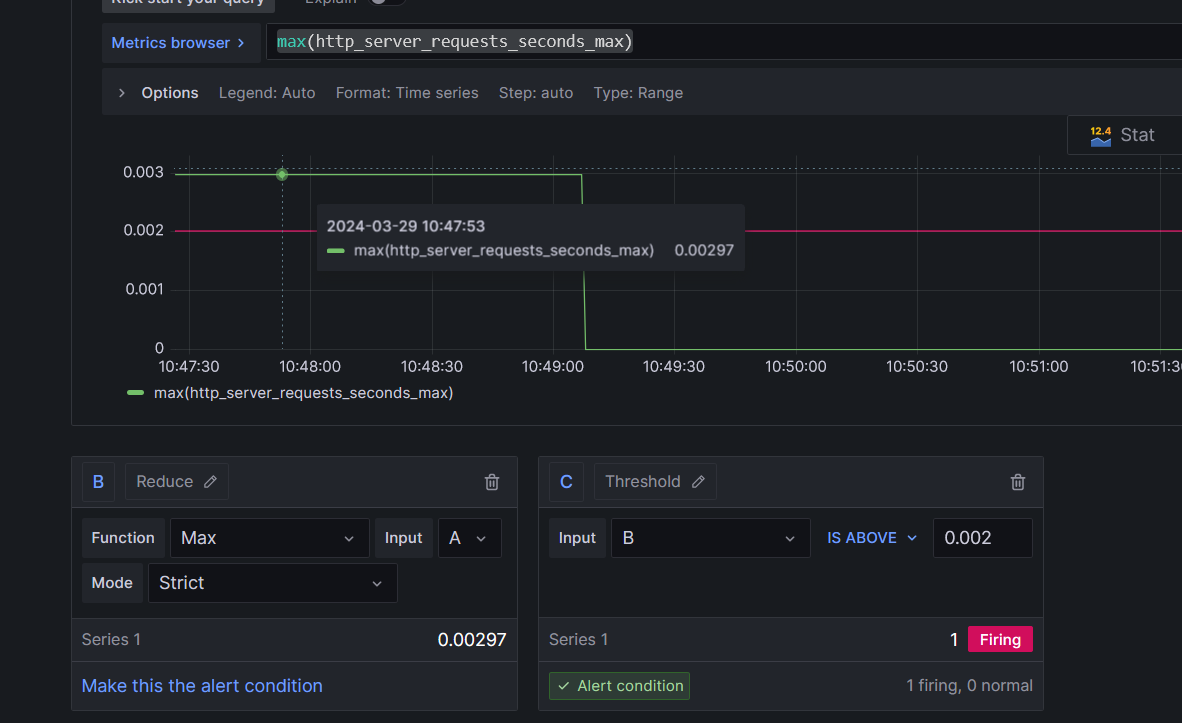 Kick start your query Explain
Metrics browser > max(http_server_requests_seconds_max)
> Options Legend: Auto Format: Time series Step: auto Type: Range
12.4 Stat
0.003
2024-03-29 10:47:53
0.002
max(http_server_requests_seconds_max) 0.00297
0.001
0
10:47:30 10:48:00 10:48:30 10:49:00 10:49:30 10:50:00 10:50:30 10:51:00 10:51:3
max(http_server_requests_seconds_max)
B Reduce
Function Max Input A
Mode Strict
Series 1 0.00297
Make this the alert condition
C Threshold
Input B IS ABOVE 0.002
Series 1 1 Firing
Alert condition 1 firing, 0 normal